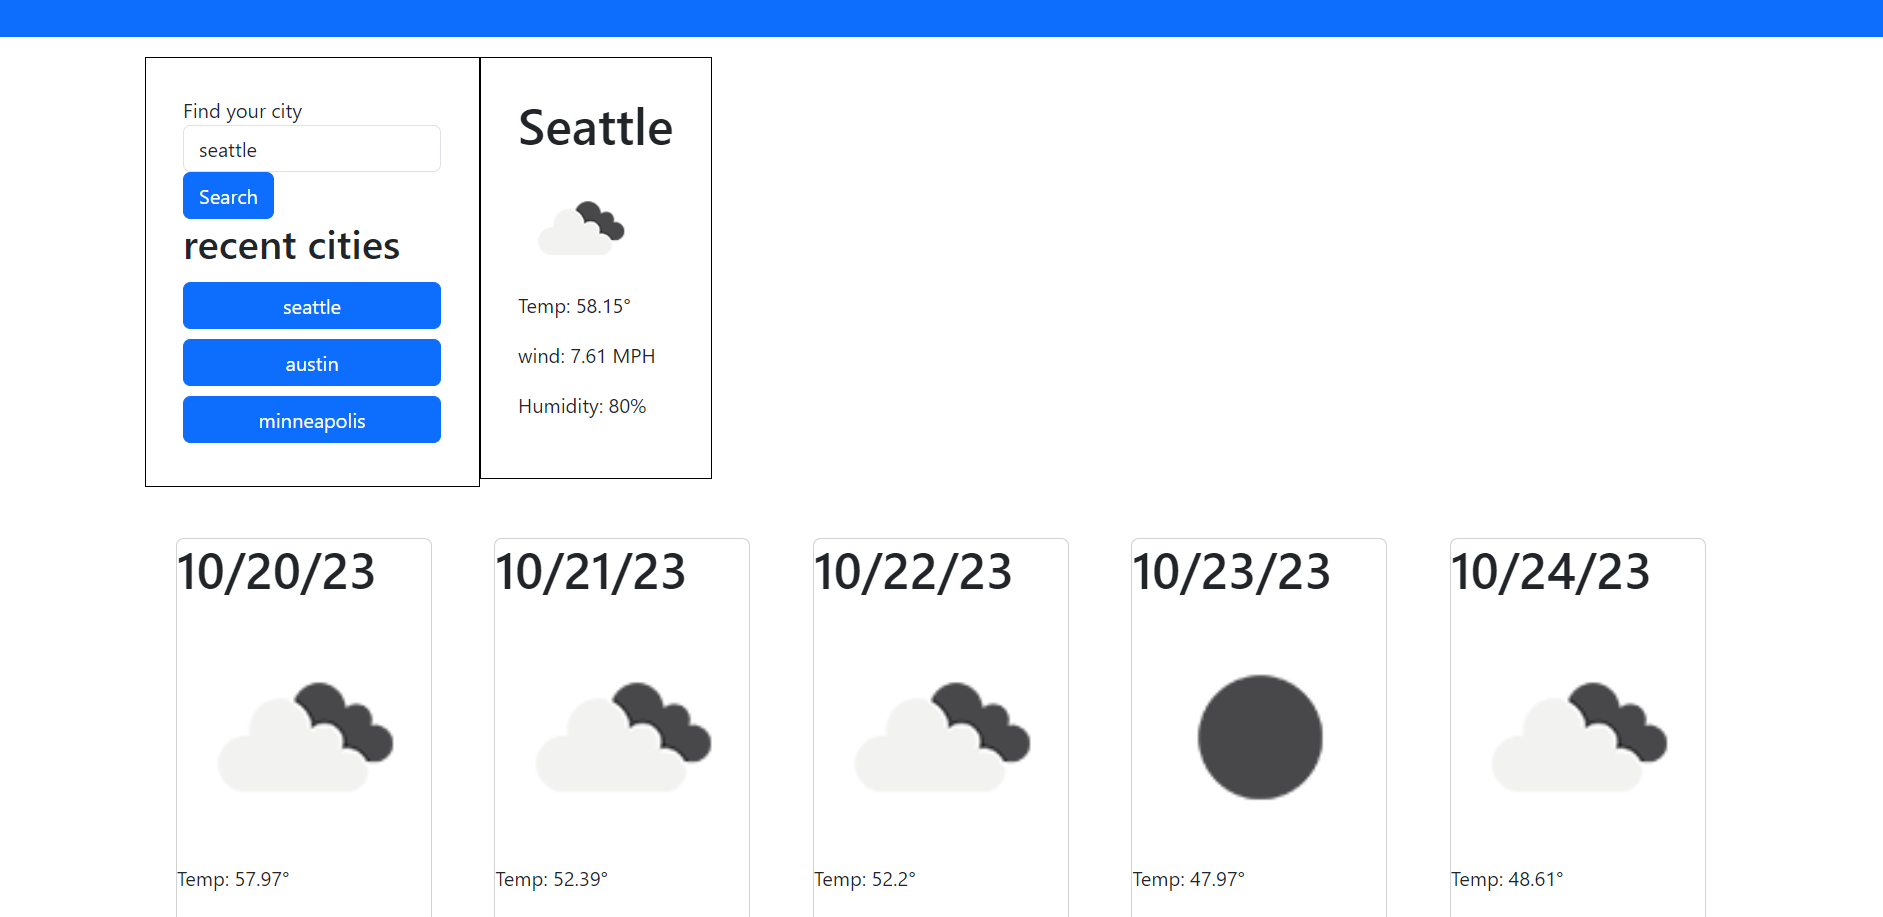 Find your city
seattle
Search
recent cities
seattle
austin
minneapolis
Seattle
Temp: 58.15°
wind: 7.61 MPH
Humidity: 80%
10/20/23
Temp: 57.97°
10/21/23
Temp: 52.39°
10/22/23
Temp: 52.2°
10/23/23
Temp: 47.97°
10/24/23
Temp: 48.61°